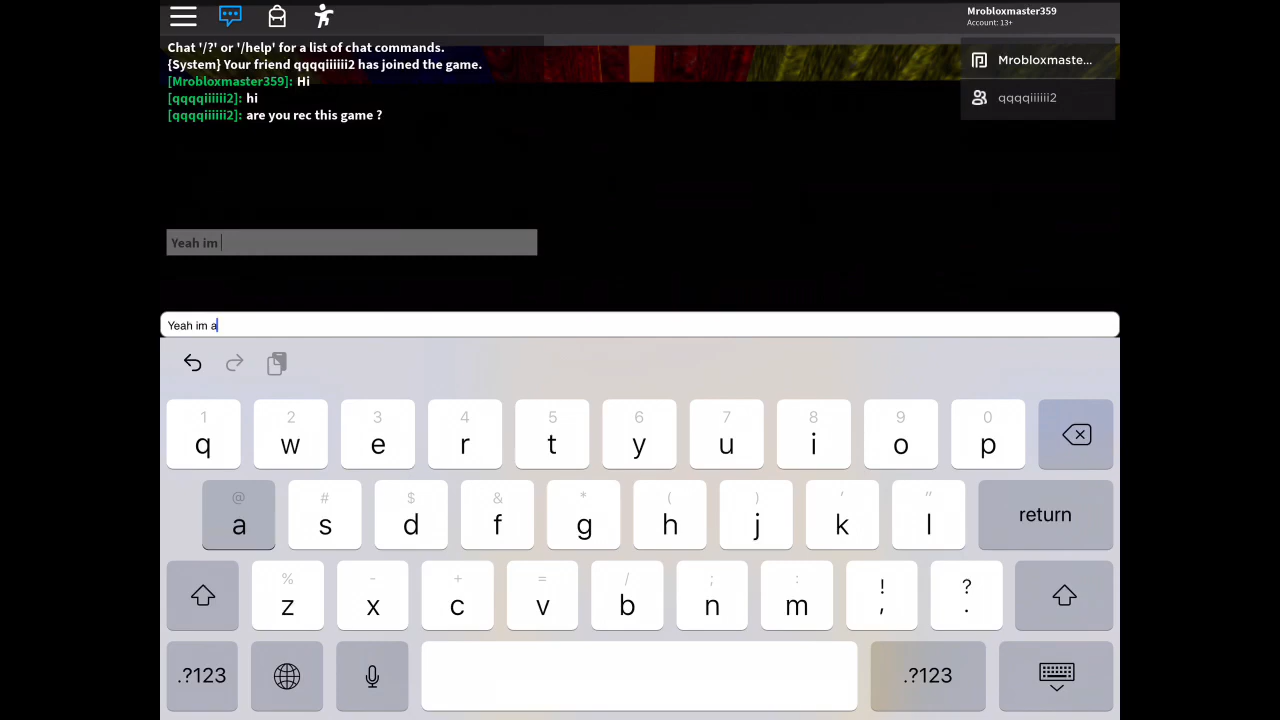 Mrobloxmaster359
Account: 13+
Chat '/?' or '/help' for a list of chat commands.
{System} Your friend qqqqiiiiii2 has joined the game.
[Mrobloxmaster359]: Hi
[qqqqiiiiii2]: hi
[qqqqiiiiii2]: are you rec this game ?
Mrobloxmaste...
qqqqiiiiii2
Yeah im
Yeah im a
1 2 3 4 5 6 7 8 9 0
q w e r t y u i o p
@ # $ & * ( ) ' "
a s d f g h j k l return
% - + = / ; : ! ?
z x c v b n m , .
.?123 .?123